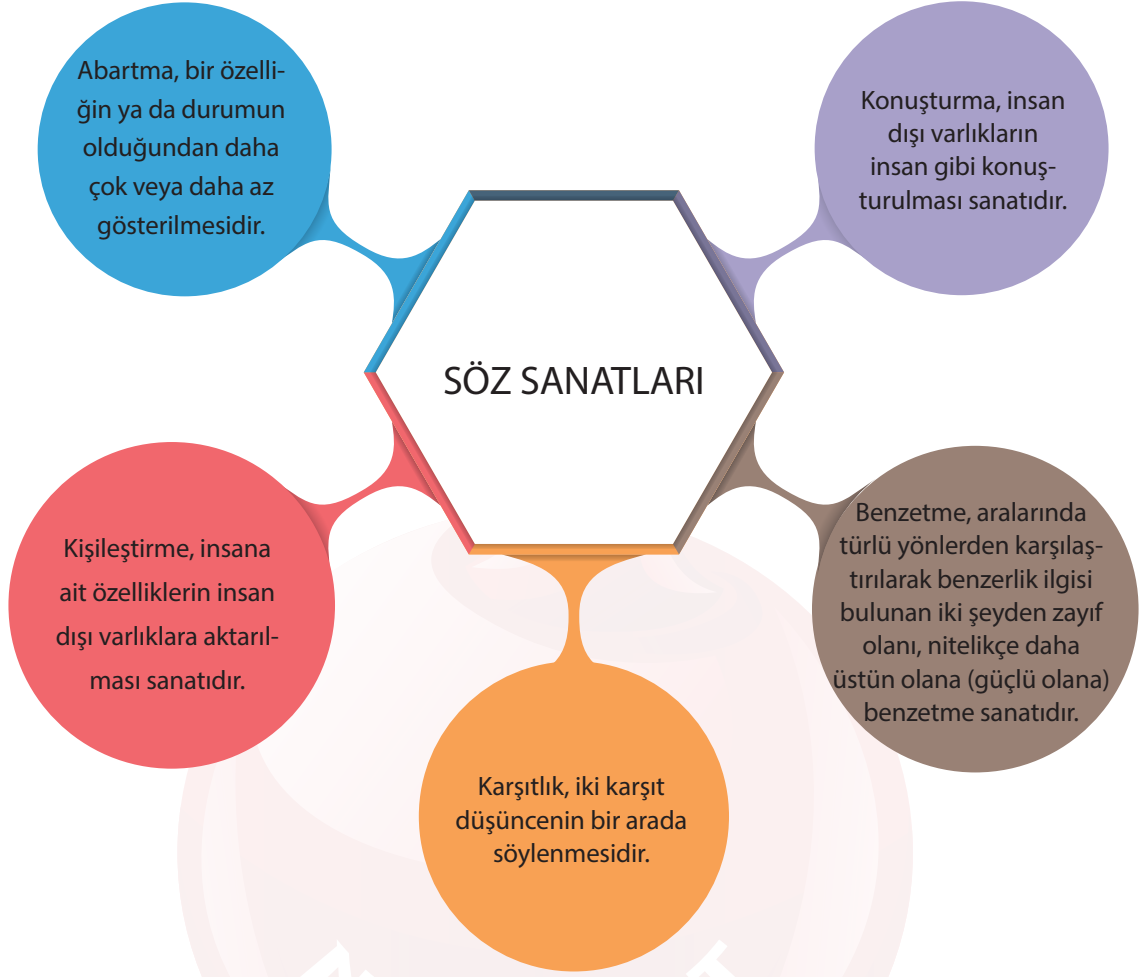 Abartma, bir özelli-
ğin ya da durumun
olduğundan daha
çok veya daha az
gösterilmesidir.
Konuşturma, insan
dışı varlıkların
insan gibi konuş-
turulması sanatıdır.
SÖZ SANATLARI
Kişileştirme, insana
ait özelliklerin insan
dışı varlıklara aktarıl-
ması sanatıdır.
Benzetme, aralarında
türlü yönlerden karşılaş-
tırılarak benzerlik ilgisi
bulunan iki şeyden zayıf
olanı, nitelikçe daha
üstün olana (güçlü olana)
benzetme sanatıdır.
Karşıtlık, iki karşıt
düşüncenin bir arada
söylenmesidir.